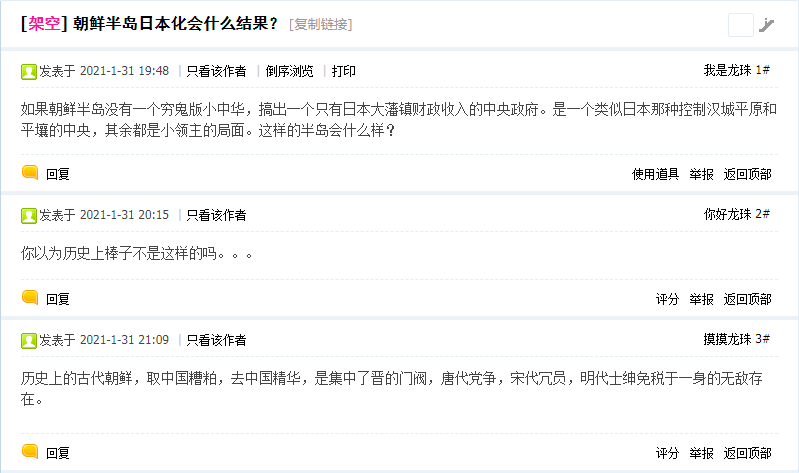 [架空] 朝鲜半岛日本化会什么结果？ [复制链接]
发表于 2021-1-31 19:48 |只看该作者 |倒序浏览 |打印 我是龙珠 1#
如果朝鲜半岛没有一个穷鬼版小中华，搞出一个只有日本大藩镇财政收入的中央政府。是一个类似日本那种控制汉城平原和
平壤的中央，其余都是小领主的局面。这样的半岛会什么样？
回复 使用道具 举报 返回顶部
发表于 2021-1-31 20:15 |只看该作者 你好龙珠 2#
你以为历史上棒子不是这样的吗。。。
回复 评分 举报 返回顶部
发表于 2021-1-31 21:09 |只看该作者 摸摸龙珠 3#
历史上的古代朝鲜，取中国糟粕，去中国精华，是集中了晋的门阀，唐代党争，宋代冗员，明代士绅免税于一身的无敌存
在。
回复 评分 举报 返回顶部